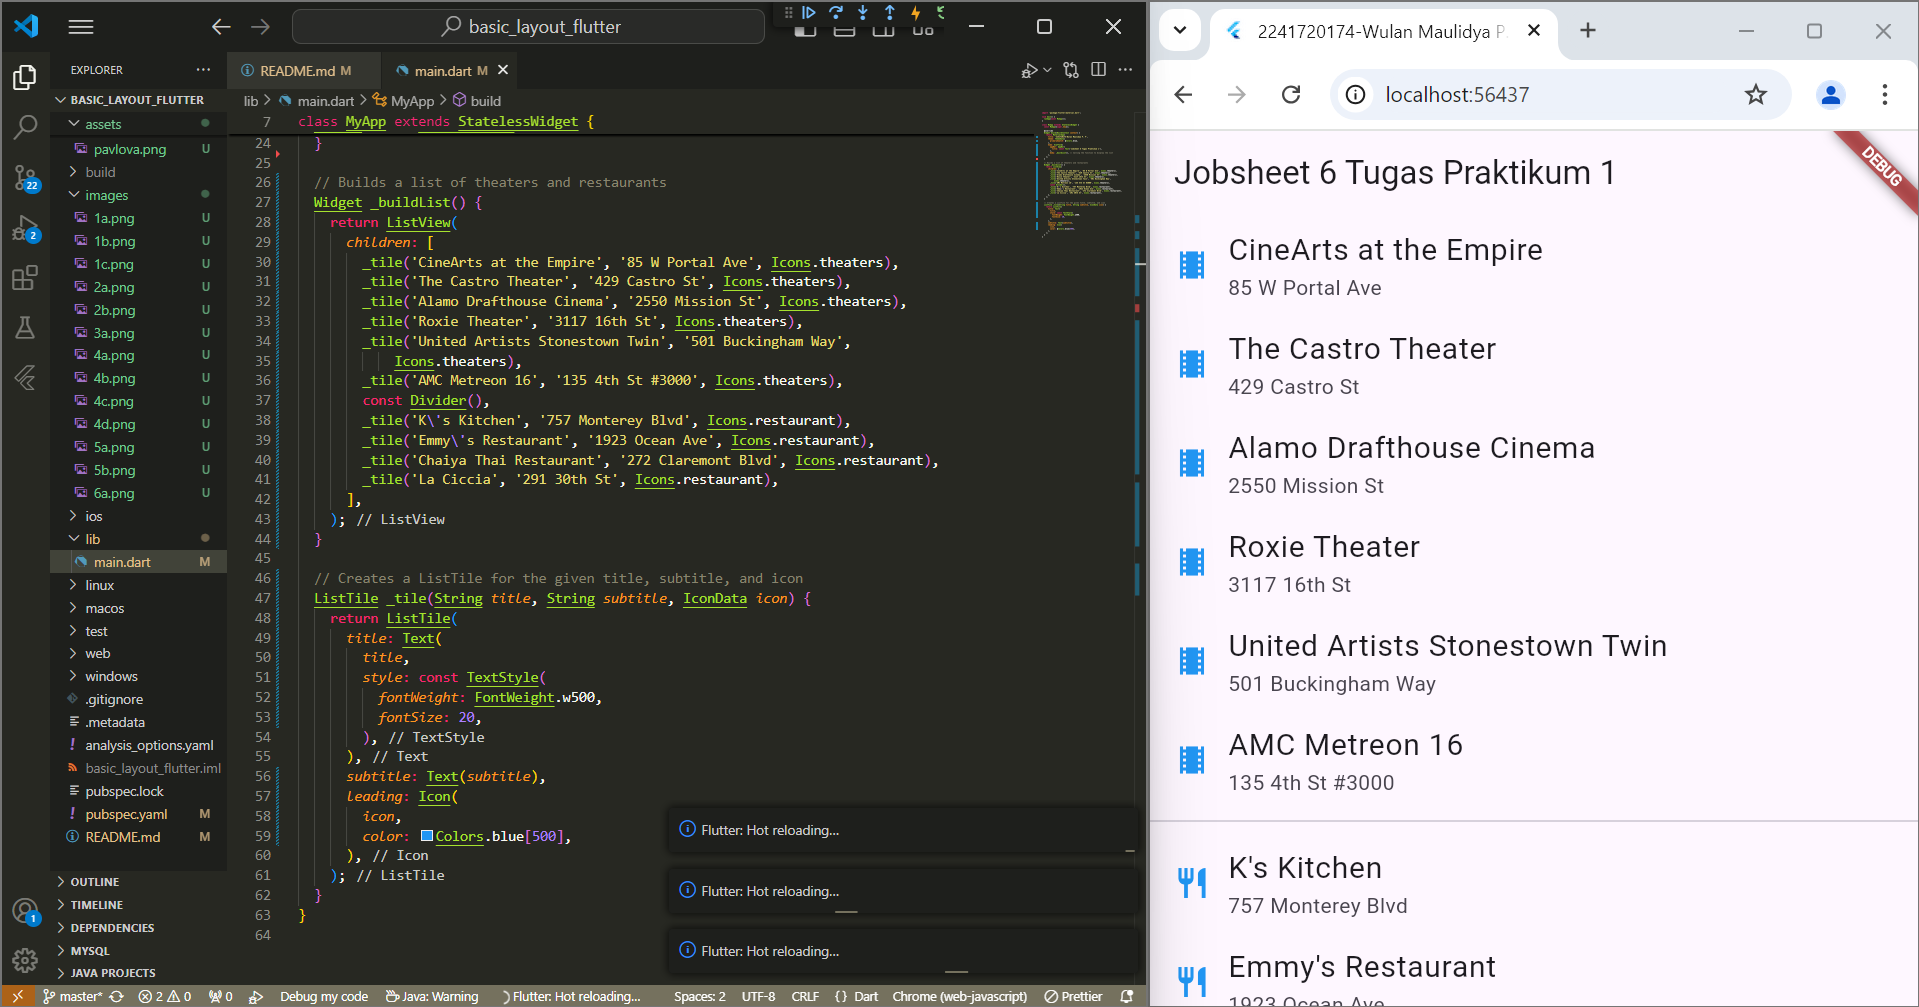 basic_layout_flutter
EXPLORER
BASIC_LAYOUT_FLUTTER
assets
pavlova.png U
build
images
1a.png U
1b.png U
1c.png U
2a.png U
2b.png U
3a.png U
4a.png U
4b.png U
4c.png U
4d.png U
5a.png U
5b.png U
6a.png U
ios
lib
main.dart M
linux
macos
test
web
windows
.gitignore
.metadata
analysis_options.yaml
basic_layout_flutter.iml
pubspec.lock
pubspec.yaml M
README.md M
OUTLINE
TIMELINE
DEPENDENCIES
MYSQL
JAVA PROJECTS
22
2
1
README.md M
main.dart M
lib > main.dart > MyApp > build
7 class MyApp extends StatelessWidget {
24 }
25
26 // Builds a list of theaters and restaurants
27 Widget _buildList() {
28 return ListView(
29 children: [
30 _tile('CineArts at the Empire', '85 W Portal Ave', Icons.theaters),
31 _tile('The Castro Theater', '429 Castro St', Icons.theaters),
32 _tile('Alamo Drafthouse Cinema', '2550 Mission St', Icons.theaters),
33 _tile('Roxie Theater', '3117 16th St', Icons.theaters),
34 _tile('United Artists Stonestown Twin', '501 Buckingham Way',
35 Icons.theaters),
36 _tile('AMC Metreon 16', '135 4th St #3000', Icons.theaters),
37 const Divider(),
38 _tile('K\'s Kitchen', '757 Monterey Blvd', Icons.restaurant),
39 _tile('Emmy\'s Restaurant', '1923 Ocean Ave', Icons.restaurant),
40 _tile('Chaiya Thai Restaurant', '272 Claremont Blvd', Icons.restaurant),
41 _tile('La Ciccia', '291 30th St', Icons.restaurant),
42 ],
43 ); // ListView
44 }
45
46 // Creates a ListTile for the given title, subtitle, and icon
47 ListTile _tile(String title, String subtitle, IconData icon) {
48 return ListTile(
49 title: Text(
50 title,
51 style: const TextStyle(
52 fontWeight: FontWeight.w500,
53 fontSize: 20,
54 ), // TextStyle
55 ), // Text
56 subtitle: Text(subtitle),
57 leading: Icon(
58 icon,
59 color: Colors.blue[500],
60 ), // Icon
61 ); // ListTile
62 }
63 }
64
Flutter: Hot reloading...
Flutter: Hot reloading...
Flutter: Hot reloading...
master* 2 0 0 Debug my code Java: Warning Flutter: Hot reloading... Spaces: 2 UTF-8 CRLF {} Dart Chrome (web-javascript) Prettier
2241720174-Wulan Maulidya P
localhost:56437
DEBUG
Jobsheet 6 Tugas Praktikum 1
CineArts at the Empire
85 W Portal Ave
The Castro Theater
429 Castro St
Alamo Drafthouse Cinema
2550 Mission St
Roxie Theater
3117 16th St
United Artists Stonestown Twin
501 Buckingham Way
AMC Metreon 16
135 4th St #3000
K's Kitchen
757 Monterey Blvd
Emmy's Restaurant
1923 Ocean Ave